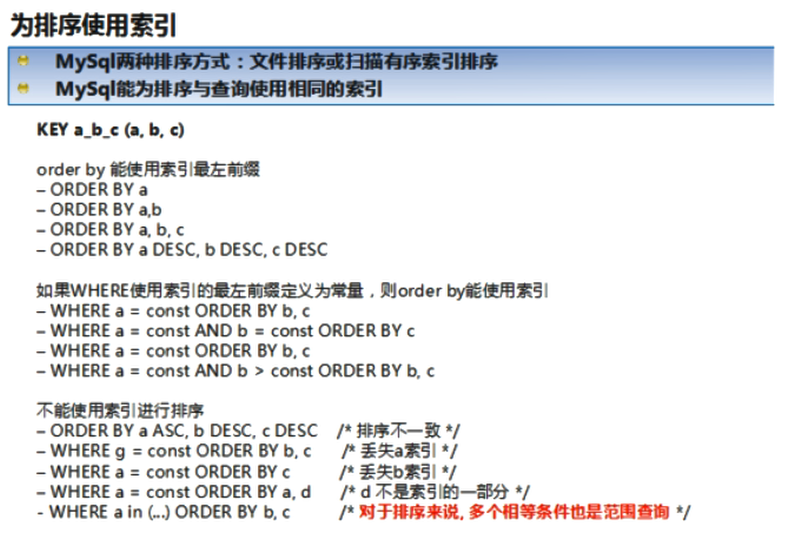 为排序使用索引
MySql两种排序方式：文件排序或扫描有序索引排序
MySql能为排序与查询使用相同的索引
KEY a_b_c (a, b, c)
order by 能使用索引最左前缀
– ORDER BY a
– ORDER BY a,b
– ORDER BY a, b, c
– ORDER BY a DESC, b DESC, c DESC
如果WHERE使用索引的最左前缀定义为常量，则order by能使用索引
– WHERE a = const ORDER BY b, c
– WHERE a = const AND b = const ORDER BY c
– WHERE a = const ORDER BY b, c
– WHERE a = const AND b > const ORDER BY b, c
不能使用索引进行排序
– ORDER BY a ASC, b DESC, c DESC /* 排序不一致 */
– WHERE g = const ORDER BY b, c /* 丢失a索引 */
– WHERE a = const ORDER BY c /* 丢失b索引 */
– WHERE a = const ORDER BY a, d /* d 不是索引的一部分 */
- WHERE a in (...) ORDER BY b, c /* 对于排序来说, 多个相等条件也是范围查询 */